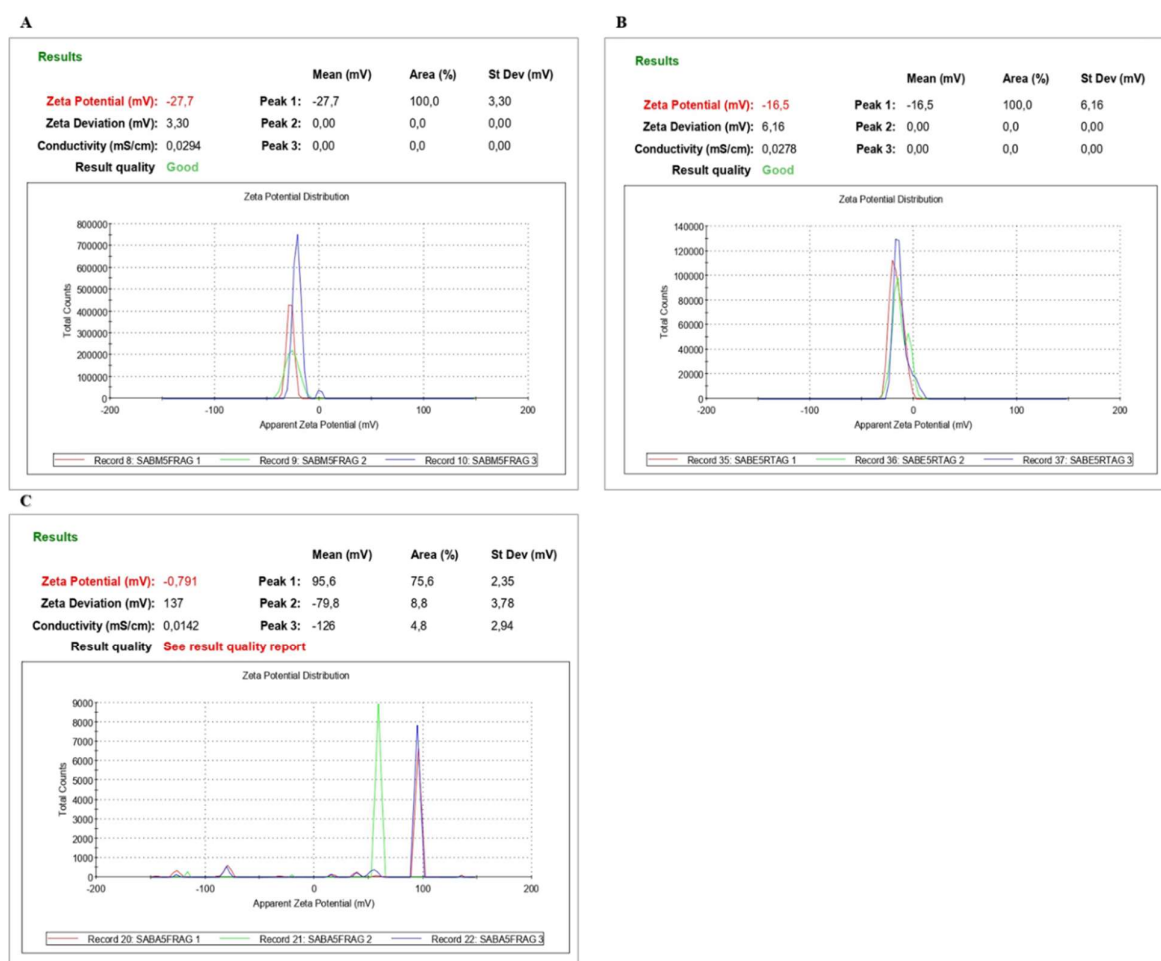 A
Results
Mean (mV) Area (%) St Dev (mV)
Zeta Potential (mV): -27,7 Peak 1: -27,7 100,0 3,30
Zeta Deviation (mV): 3,30 Peak 2: 0,00 0,0 0,00
Conductivity (mS/cm): 0,0294 Peak 3: 0,00 0,0 0,00
Result quality Good
Zeta Potential Distribution
800000
700000
600000
500000
400000
300000
200000
100000
0
Total Counts
-200 -100 0 100 200
Apparent Zeta Potential (mV)
Record 8: SABM5FRAG 1 Record 9: SABM5FRAG 2 Record 10: SABM5FRAG 3
B
Results
Mean (mV) Area (%) St Dev (mV)
Zeta Potential (mV): -16,5 Peak 1: -16,5 100,0 6,16
Zeta Deviation (mV): 6,16 Peak 2: 0,00 0,0 0,00
Conductivity (mS/cm): 0,0278 Peak 3: 0,00 0,0 0,00
Result quality Good
Zeta Potential Distribution
140000
120000
100000
80000
60000
40000
20000
0
Total Counts
-200 -100 0 100 200
Apparent Zeta Potential (mV)
Record 35: SABE5RTAG 1 Record 36: SABE5RTAG 2 Record 37: SABE5RTAG 3
C
Results
Mean (mV) Area (%) St Dev (mV)
Zeta Potential (mV): -0,791 Peak 1: 95,6 75,6 2,35
Zeta Deviation (mV): 137 Peak 2: -79,8 8,8 3,78
Conductivity (mS/cm): 0,0142 Peak 3: -126 4,8 2,94
Result quality See result quality report
Zeta Potential Distribution
9000
8000
7000
6000
5000
4000
3000
2000
1000
0
Total Counts
-200 -100 0 100 200
Apparent Zeta Potential (mV)
Record 20: SABA5FRAG 1 Record 21: SABA5FRAG 2 Record 22: SABA5FRAG 3